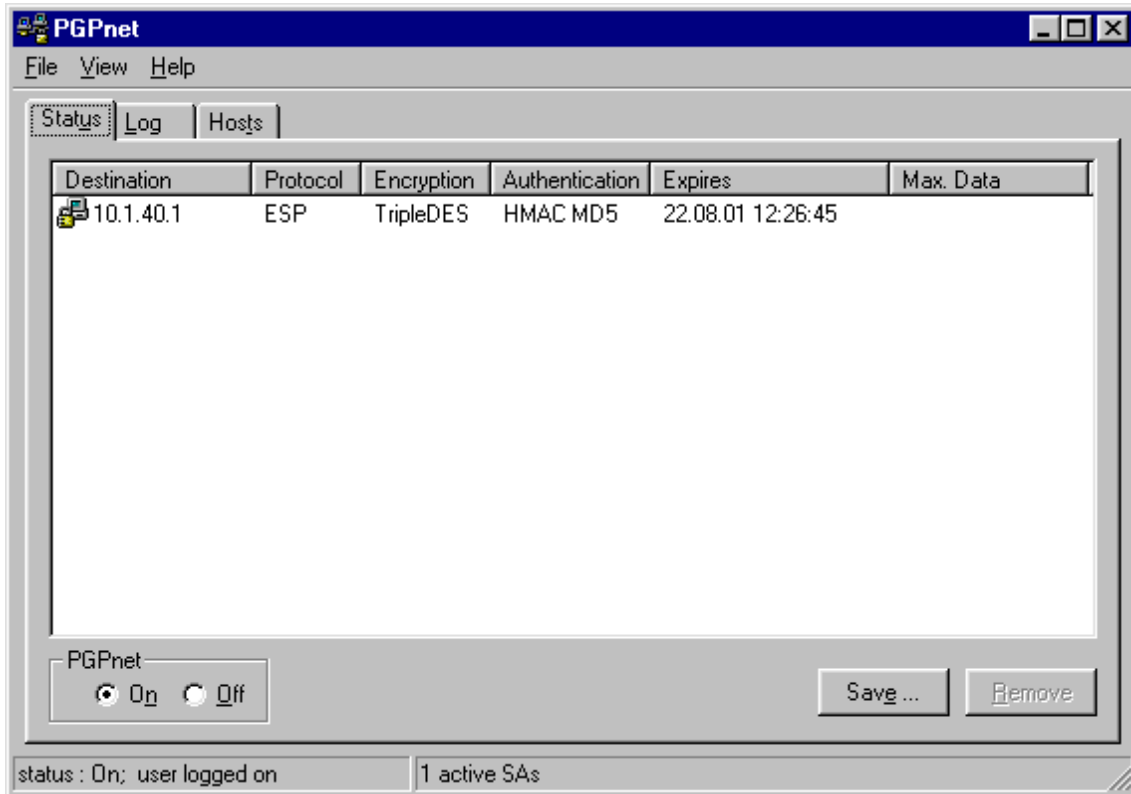 PGPnet
File View Help
Status Log Hosts
Destination Protocol Encryption Authentication Expires Max. Data
10.1.40.1 ESP TripleDES HMAC MD5 22.08.01 12:26:45
PGPnet
On Off
Save ... Remove
status : On; user logged on 1 active SAs